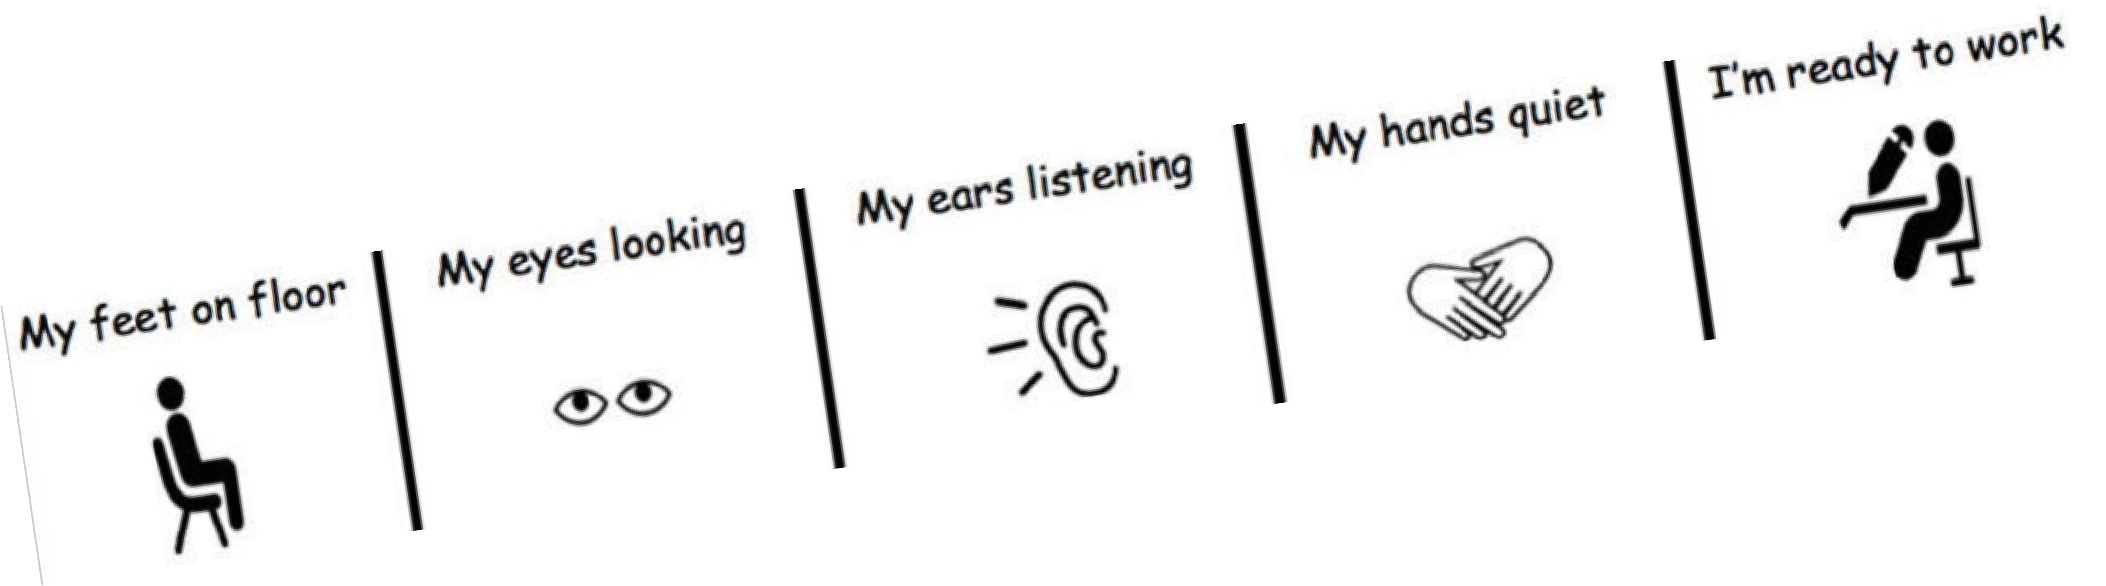 My feet on floor
My eyes looking
My ears listening
My hands quiet
I'm ready to work